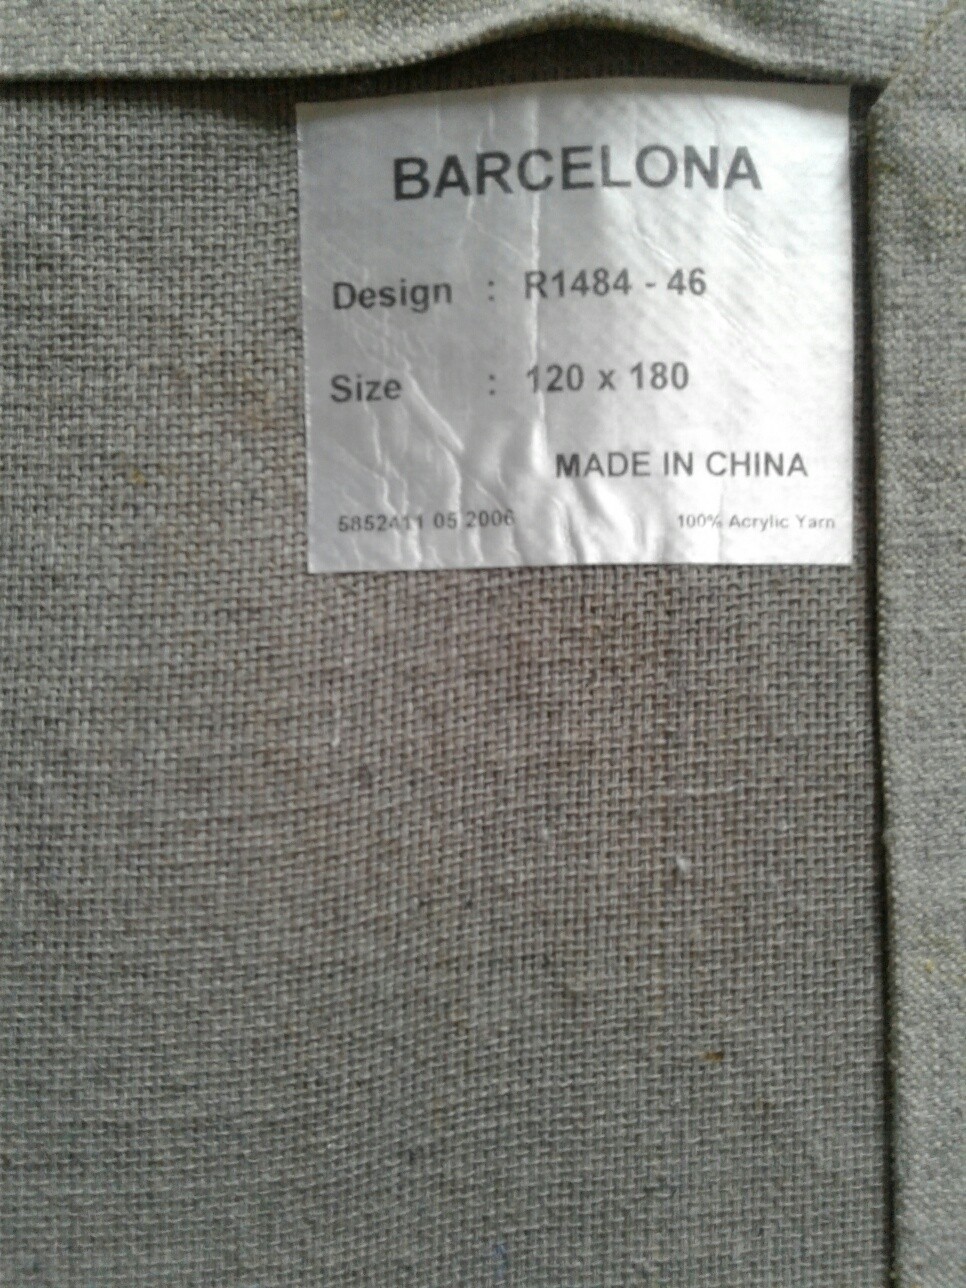 BARCELONA
Design : R1484 - 46
Size : 120 x 180
MADE IN CHINA
5852411 05 2006 100% Acrylic Yarn